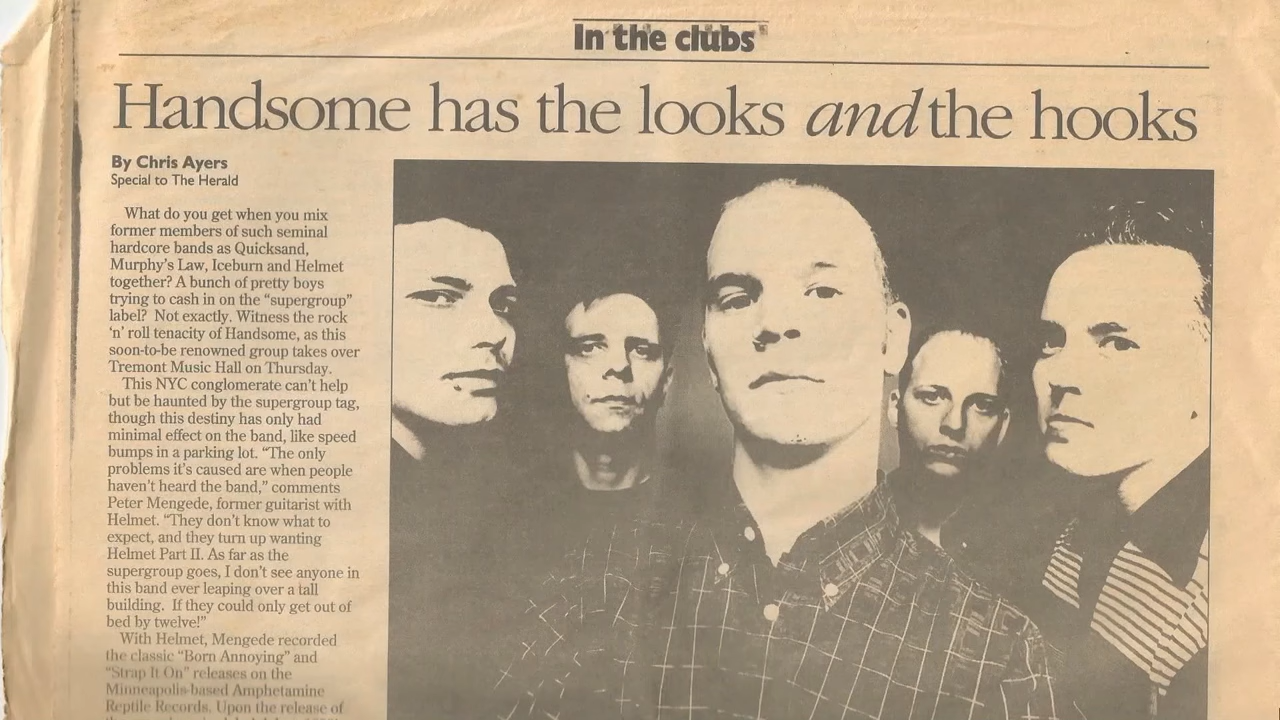 In the clubs
Handsome has the looks and the hooks
By Chris Ayers
Special to The Herald
What do you get when you mix
former members of such seminal
hardcore bands as Quicksand,
Murphy's Law, Iceburn and Helmet
together? A bunch of pretty boys
trying to cash in on the “supergroup”
label? Not exactly. Witness the rock
'n' roll tenacity of Handsome, as this
soon-to-be renowned group takes over
Tremont Music Hall on Thursday.
This NYC conglomerate can't help
but be haunted by the supergroup tag,
though this destiny has only had
minimal effect on the band, like speed
bumps in a parking lot. “The only
problems it's caused are when people
haven't heard the band,” comments
Peter Mengede, former guitarist with
Helmet. “They don't know what to
expect, and they turn up wanting
Helmet Part II. As far as the
supergroup goes, I don't see anyone in
this band ever leaping over a tall
building. If they could only get out of
bed by twelve!”
With Helmet, Mengede recorded
the classic “Born Annoying” and
“Strap It On” releases on the
Minneapolis-based Amphetamine
Reptile Records. Upon the release of